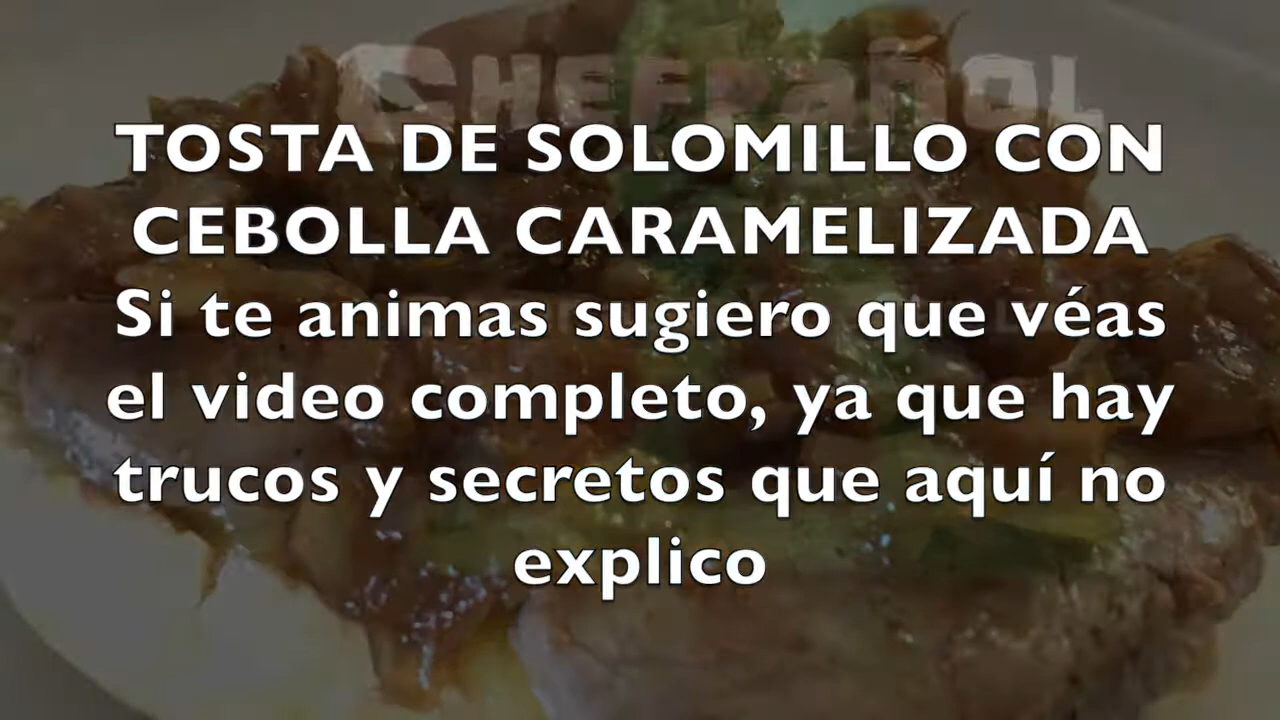 CHEFPAÑOL
TOSTA DE SOLOMILLO CON
CEBOLLA CARAMELIZADA
Si te animas sugiero que véas
el video completo, ya que hay
trucos y secretos que aquí no
explico